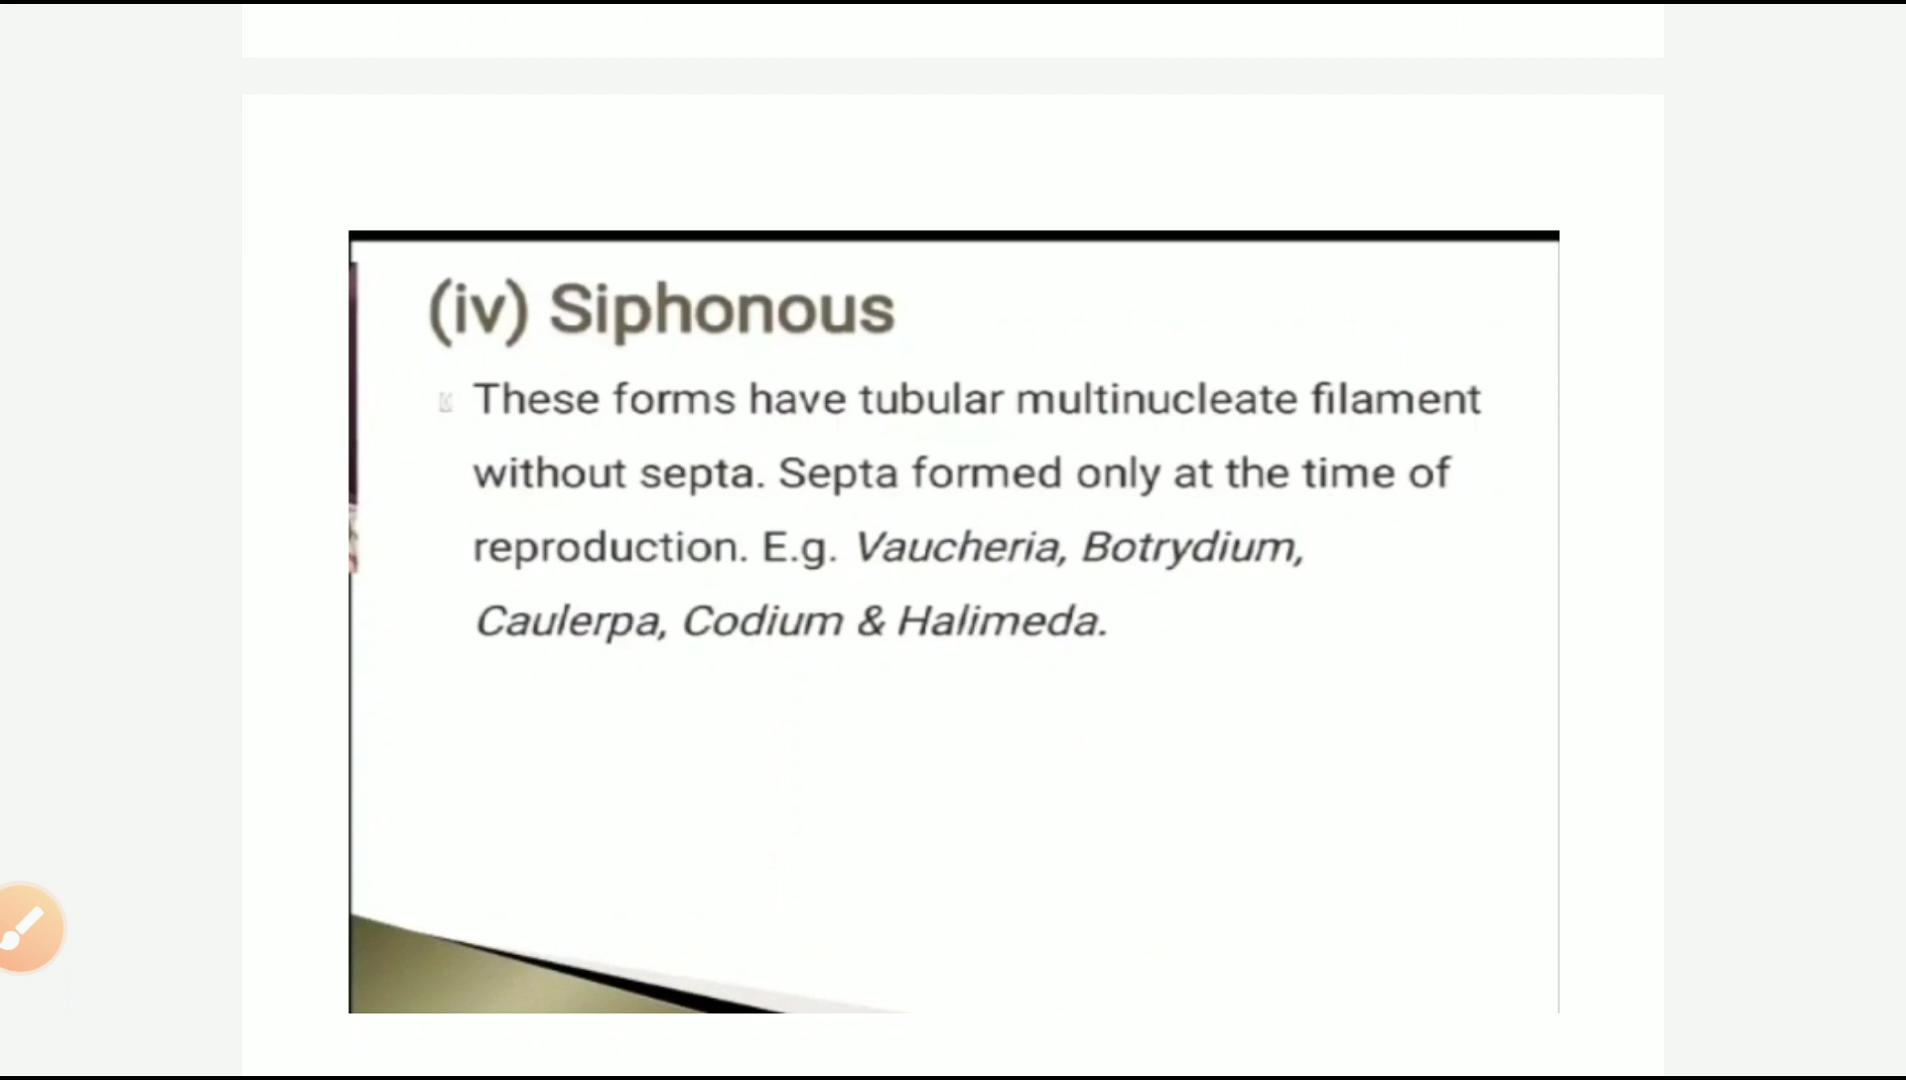 (iv) Siphonous
These forms have tubular multinucleate filament
without septa. Septa formed only at the time of
reproduction. E.g. Vaucheria, Botrydium,
Caulerpa, Codium & Halimeda.